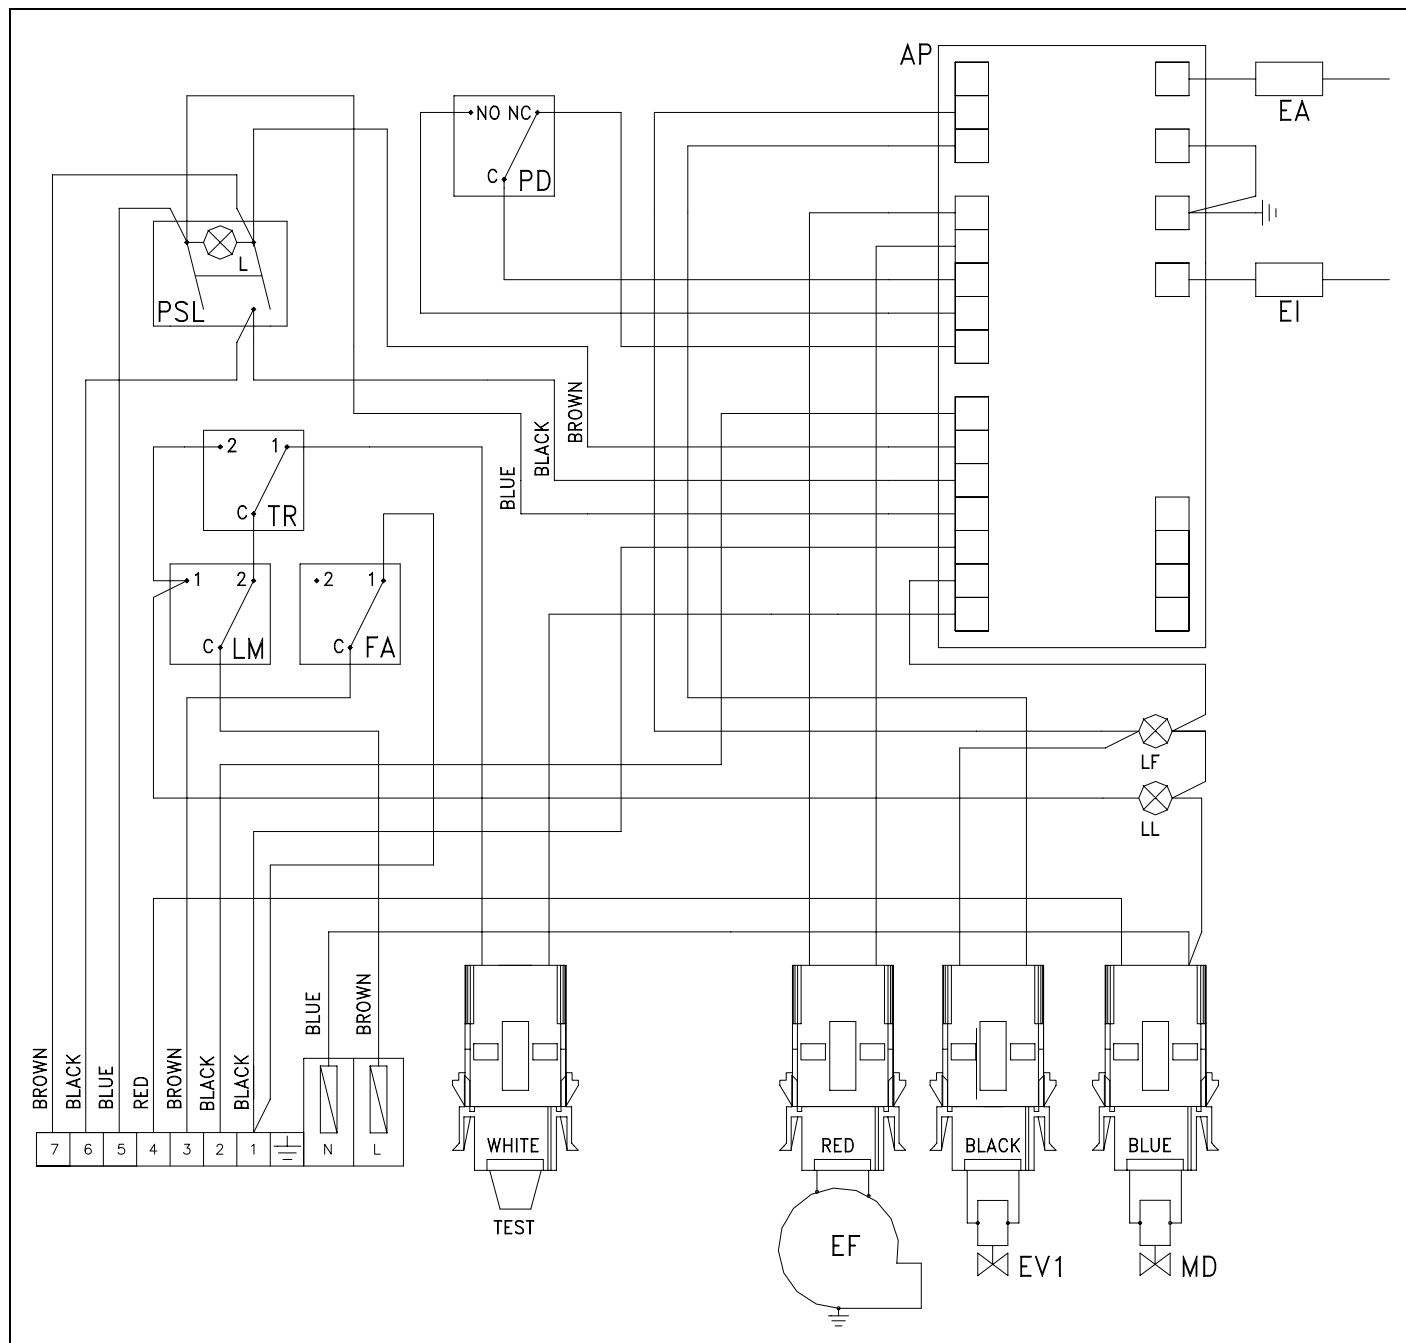 AP
EA
NO NC
C PD
L
PSL
EI
BROWN
BLACK
BLUE
2 1
C TR
1 2
C LM
2 1
C FA
LF
LL
BLUE
BROWN
BROWN
BLACK
BLUE
RED
BROWN
BLACK
BLACK
7 6 5 4 3 2 1 N L
WHITE
RED
BLACK
BLUE
TEST
EF
EV1
MD